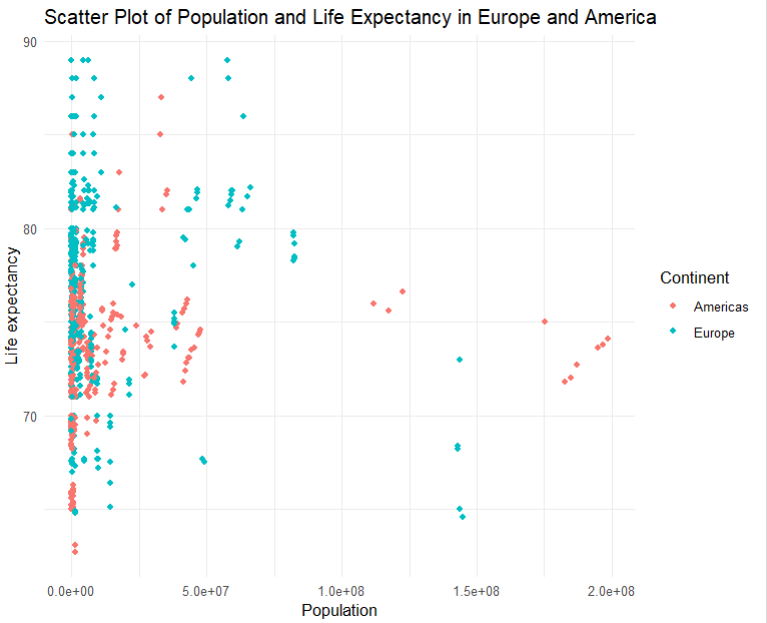 Scatter Plot of Population and Life Expectancy in Europe and America
90
80
70
Life expectancy
0.0e+00 5.0e+07 1.0e+08 1.5e+08 2.0e+08
Population
Continent
Americas
Europe